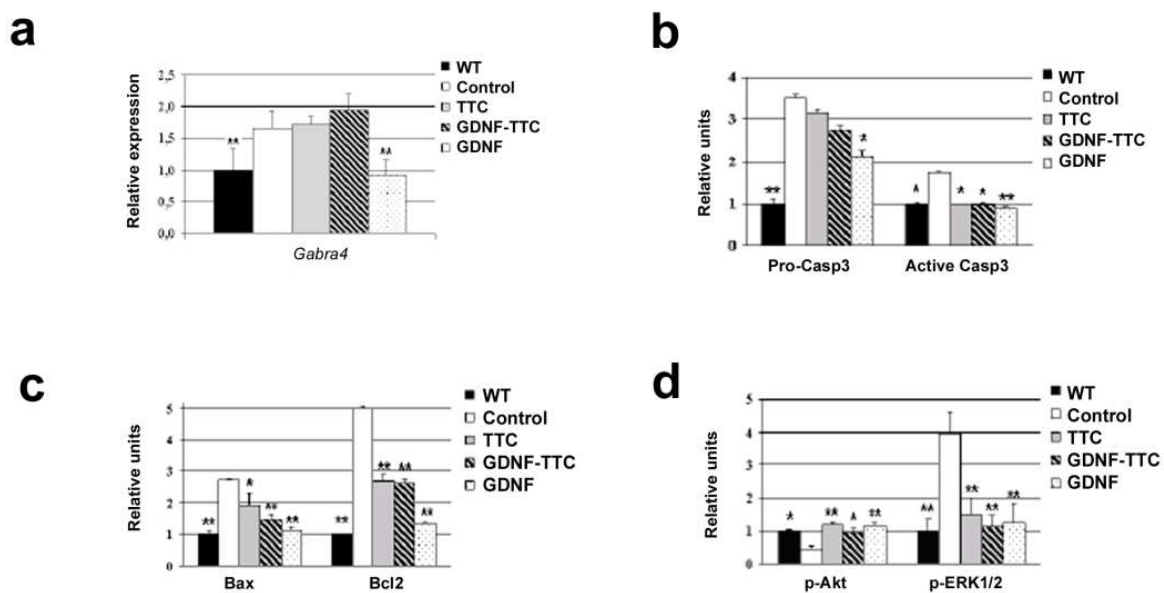 a
Relative expression
2,5
2,0
1,5
1,0
0,5
0,0
**
**
Gabra4
WT
Control
TTC
GDNF-TTC
GDNF
b
Relative units
4
3
2
1
0
**
*
*
*
*
**
Pro-Casp3 Active Casp3
WT
Control
TTC
GDNF-TTC
GDNF
c
Relative units
5
4
3
2
1
0
**
*
**
**
**
**
**
**
Bax Bcl2
WT
Control
TTC
GDNF-TTC
GDNF
d
Relative units
5
4
3
2
1
0
*
**
*
**
**
**
**
**
p-Akt p-ERK1/2
WT
Control
TTC
GDNF-TTC
GDNF